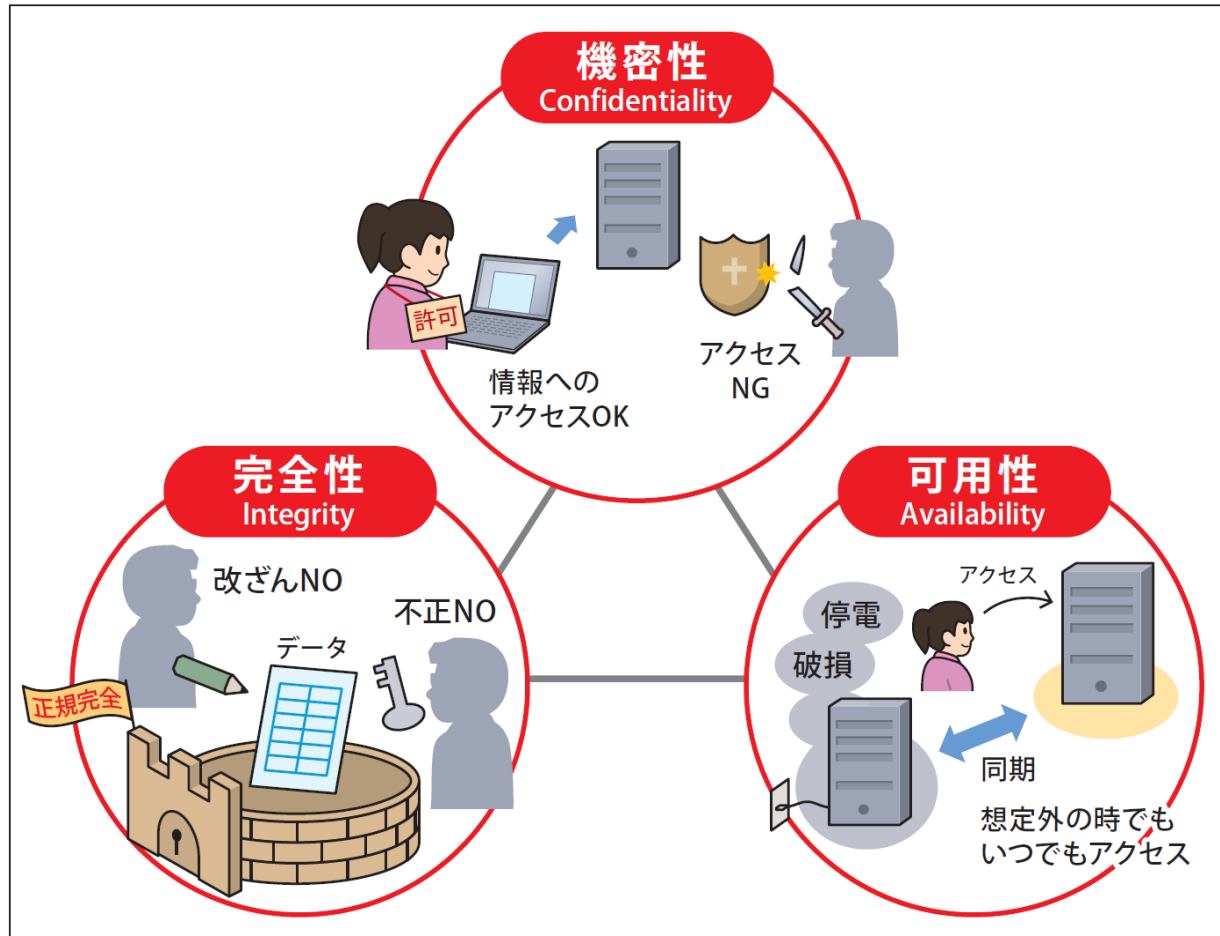 機密性
Confidentiality
許可
情報への
アクセスOK
アクセス
NG
完全性
Integrity
改ざんNO
不正NO
データ
正規完全
可用性
Availability
アクセス
停電
破損
同期
想定外の時でも
いつでもアクセス